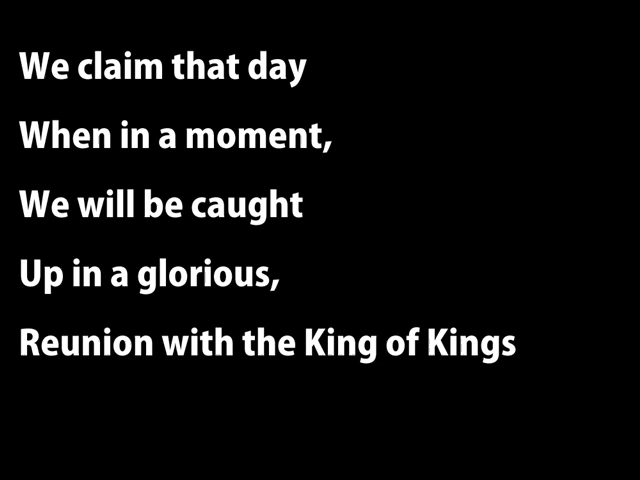 We claim that day
When in a moment,
We will be caught
Up in a glorious,
Reunion with the King of Kings